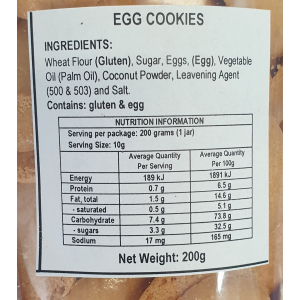 EGG COOKIES
INGREDIENTS:
Wheat Flour (Gluten), Sugar, Eggs, (Egg), Vegetable
Oil (Palm Oil), Coconut Powder, Leavening Agent
(500 & 503) and Salt.
Contains: gluten & egg
NUTRITION INFORMATION
Serving per package: 200 grams (1 jar)
Serving Size: 10g
Average Quantity Per Serving Average Quantity Per 100g
Energy 189 kJ 1891 kJ
Protein 0.7 g 6.5 g
Fat, total 1.5 g 14.6 g
- saturated 0.5 g 5.1 g
Carbohydrate 7.4 g 73.8 g
- sugars 3.3 g 32.5 g
Sodium 17 mg 165 mg
Net Weight: 200g